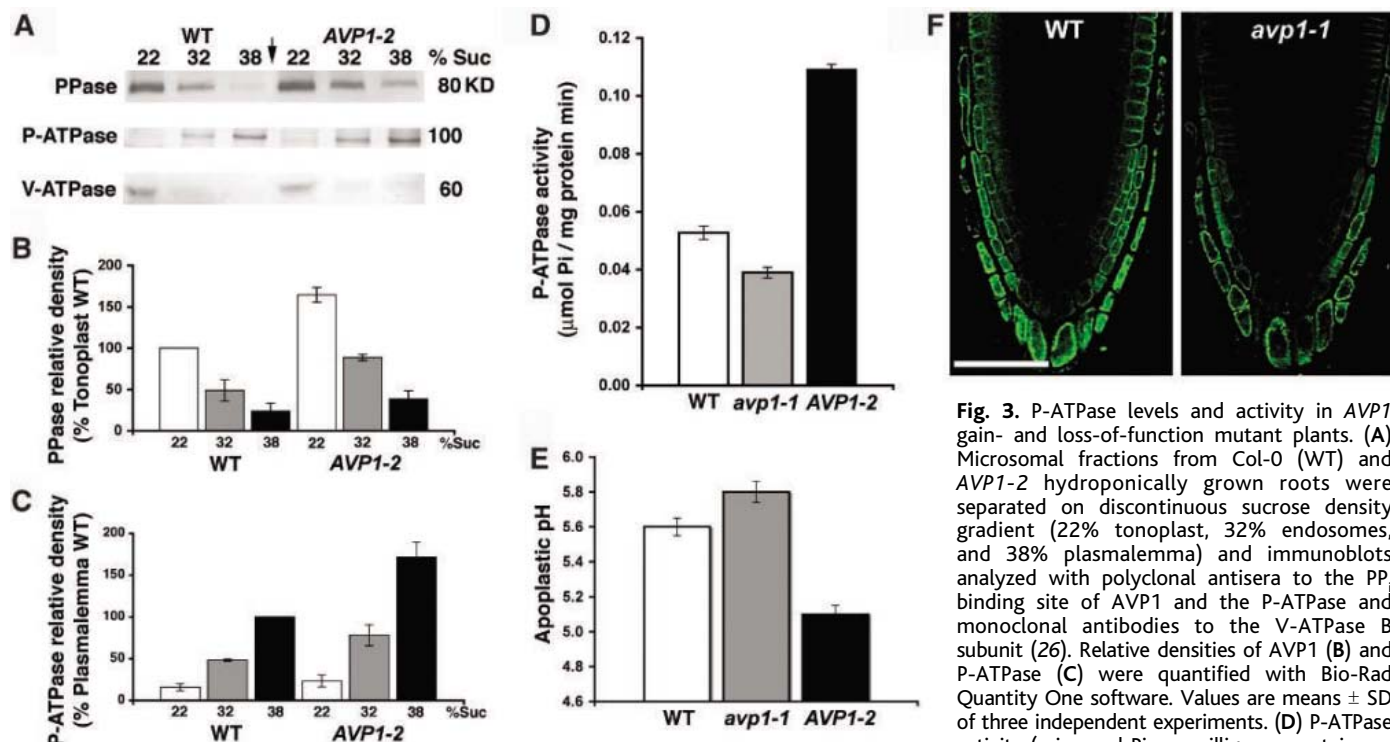 A
WT AVP1-2
22 32 38 22 32 38 % Suc
PPase 80 KD
P-ATPase 100
V-ATPase 60
B
PPase relative density
(% Tonoplast WT)
200
150
100
50
0
22 32 38 22 32 38 %Suc
WT AVP1-2
C
P-ATPase relative density
(% Plasmalemma WT)
200
150
100
50
0
22 32 38 22 32 38 %Suc
WT AVP1-2
D
P-ATPase activity
(µmol Pi / mg protein min)
0.12
0.10
0.08
0.06
0.04
0.02
0.00
WT avp1-1 AVP1-2
E
Apoplastic pH
6.0
5.8
5.6
5.4
5.2
5.0
4.8
4.6
WT avp1-1 AVP1-2
F
WT avp1-1
Fig. 3. P-ATPase levels and activity in AVP1
gain- and loss-of-function mutant plants. (A)
Microsomal fractions from Col-0 (WT) and
AVP1-2 hydroponically grown roots were
separated on discontinuous sucrose density
gradient (22% tonoplast, 32% endosomes,
and 38% plasmalemma) and immunoblots
analyzed with polyclonal antisera to the PPi
binding site of AVP1 and the P-ATPase and
monoclonal antibodies to the V-ATPase B
subunit (26). Relative densities of AVP1 (B) and
P-ATPase (C) were quantified with Bio-Rad
Quantity One software. Values are means ± SD
of three independent experiments. (D) P-ATPase